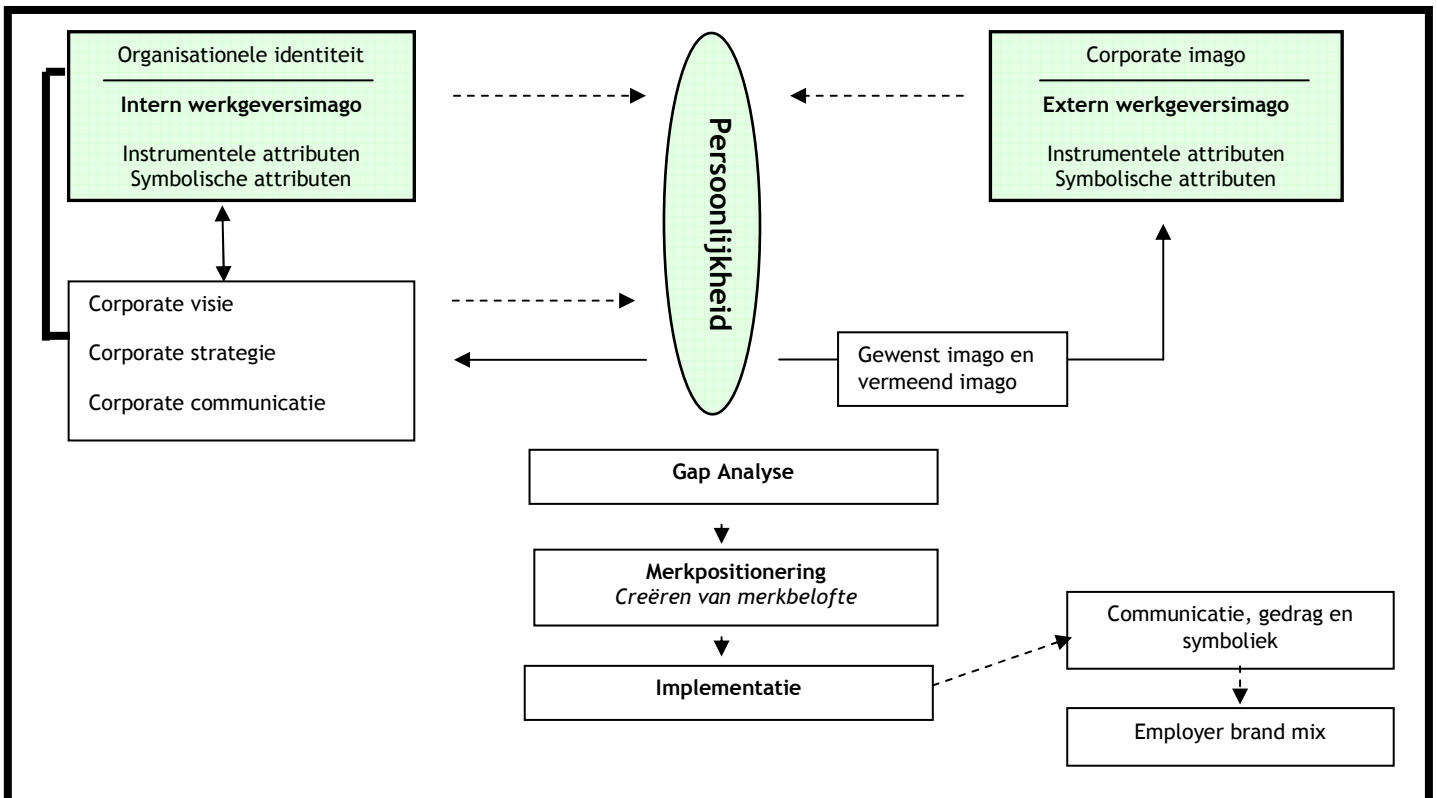 Organisationele identiteit
Intern werkgeversimago
Instrumentele attributen
Symbolische attributen
Persoonlijkheid
Corporate imago
Extern werkgeversimago
Instrumentele attributen
Symbolische attributen
Corporate visie
Corporate strategie
Corporate communicatie
Gewenst imago en
vermeend imago
Gap Analyse
Merkpositionering
Creëren van merkbelofte
Implementatie
Communicatie, gedrag en
symboliek
Employer brand mix